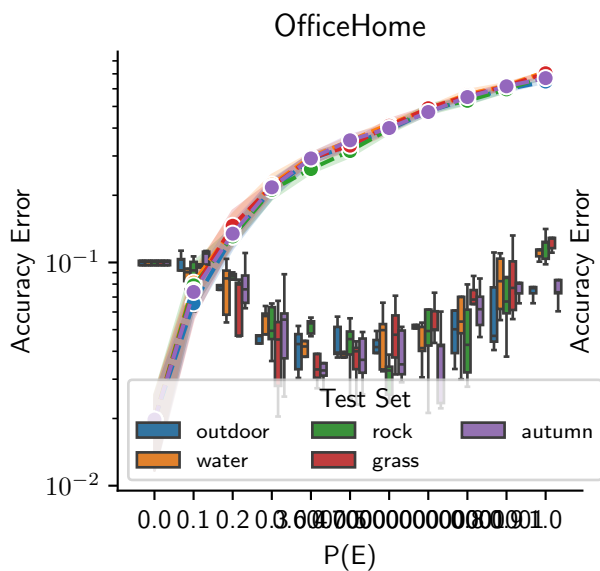 OfficeHome
Accuracy Error
Accuracy Error
10⁻¹
10⁻²
Test Set
outdoor
rock
autumn
water
grass
0.0 0.1 0.2 1.0
P(E)